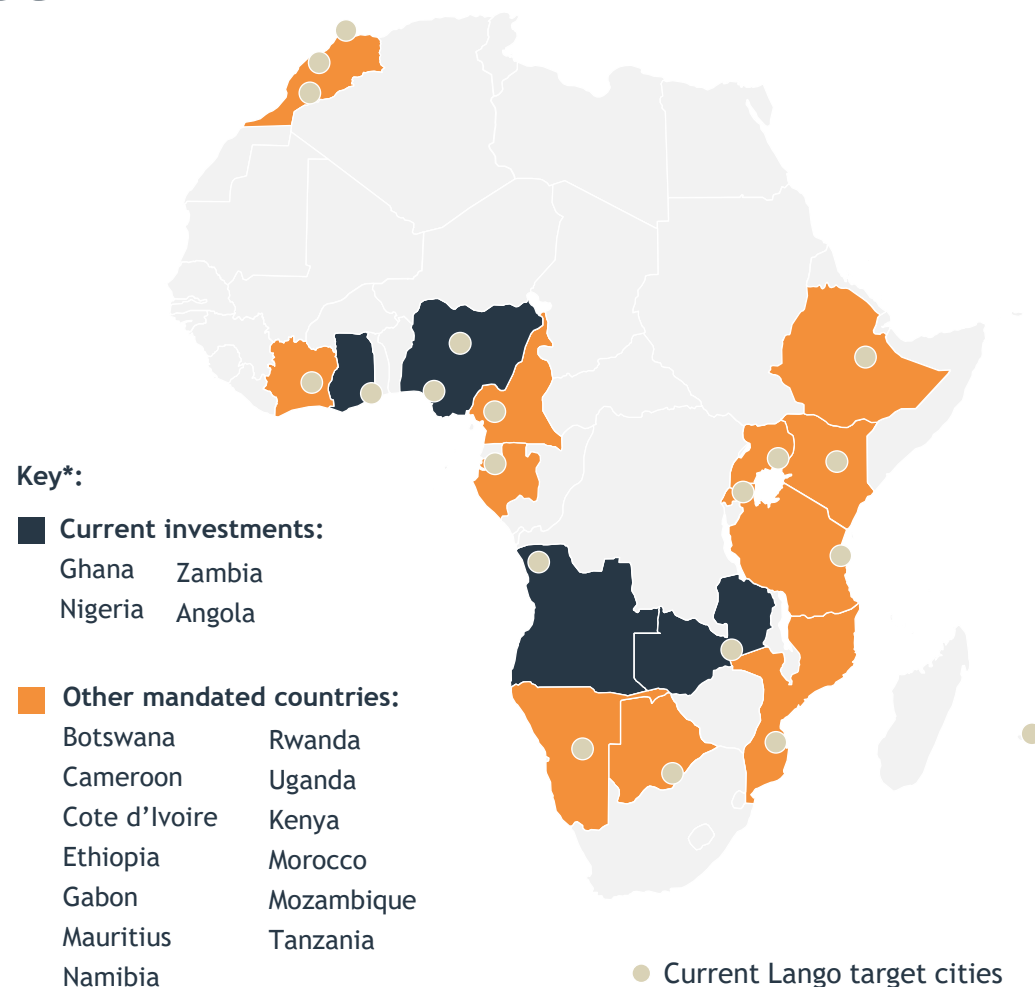 Key*:
Current investments:
Ghana Zambia
Nigeria Angola
Other mandated countries:
Botswana Rwanda
Cameroon Uganda
Cote d’Ivoire Kenya
Ethiopia Morocco
Gabon Mozambique
Mauritius Tanzania
Namibia
Current Lango target cities